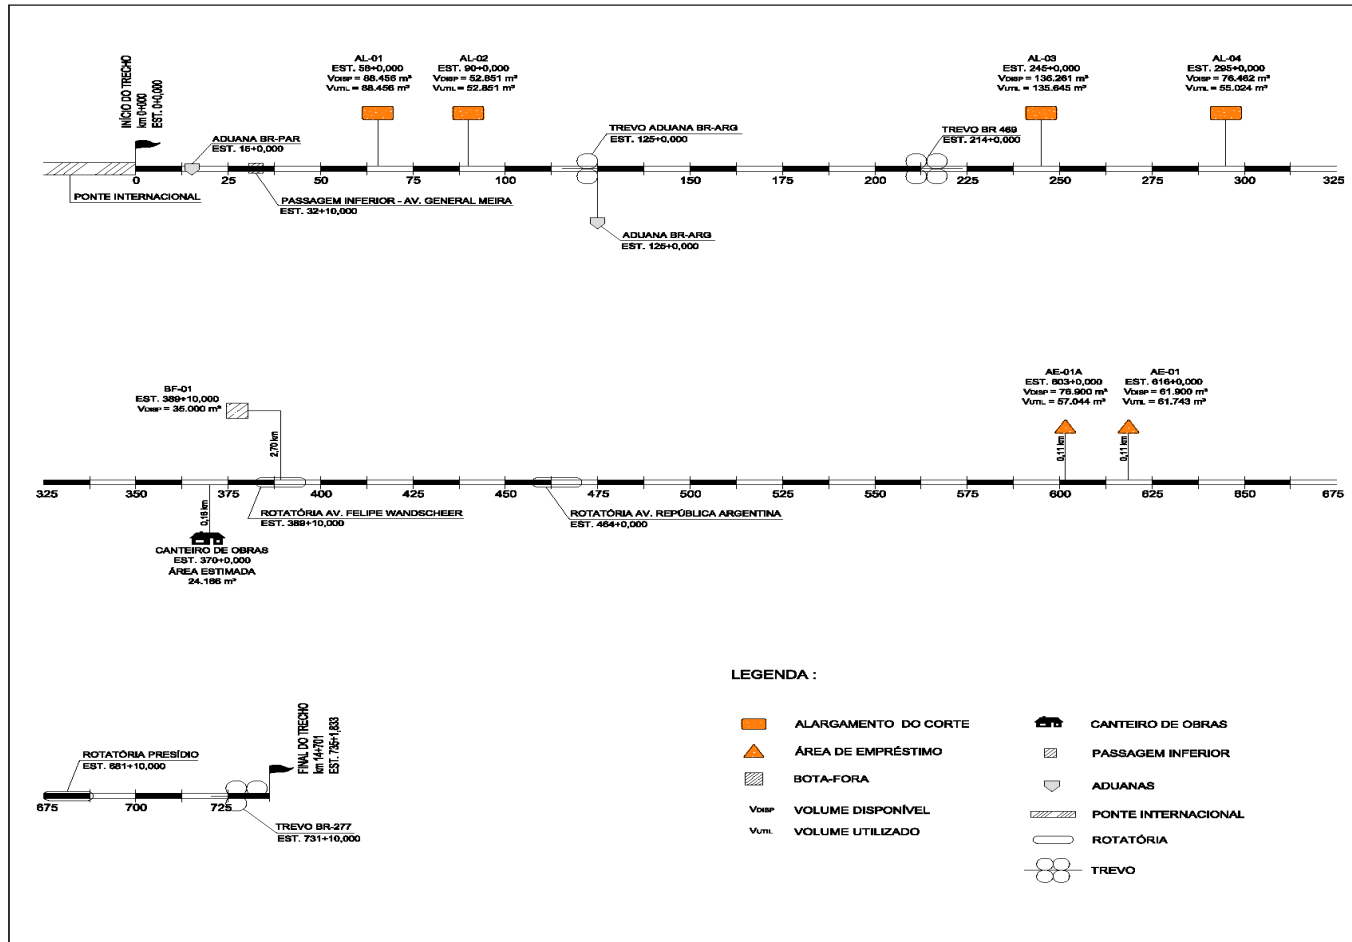 INÍCIO DO TRECHO
km 0+000
EST. 0+0,000
AL-01
EST. 58+0,000
VDISP = 88.456 m³
VUTIL = 88.456 m³
AL-02
EST. 90+0,000
VDISP = 52.851 m³
VUTIL = 52.851 m³
AL-03
EST. 245+0,000
VDISP = 136.261 m³
VUTIL = 135.645 m³
AL-04
EST. 295+0,000
VDISP = 76.462 m³
VUTIL = 55.024 m³
ADUANA BR-PAR
EST. 15+0,000
TREVO ADUANA BR-ARG
EST. 125+0,000
TREVO BR 469
EST. 214+0,000
0 25 50 75 100 125 150 175 200 225 250 275 300 325
PONTE INTERNACIONAL
PASSAGEM INFERIOR - AV. GENERAL MEIRA
EST. 32+10,000
ADUANA BR-ARG
EST. 125+0,000
BF-01
EST. 389+10,000
VDISP = 35.000 m³
2,70 km
AE-01A
EST. 603+0,000
VDISP = 76.900 m³
VUTIL = 57.044 m³
0,11 km
AE-01
EST. 616+0,000
VDISP = 61.900 m³
VUTIL = 61.743 m³
0,11 km
325 350 375 400 425 450 475 500 525 550 575 600 625 650 675
0,18 km
ROTATÓRIA AV. FELIPE WANDSCHEER
EST. 389+10,000
ROTATÓRIA AV. REPÚBLICA ARGENTINA
EST. 464+0,000
CANTEIRO DE OBRAS
EST. 370+0,000
ÁREA ESTIMADA
24.166 m²
ROTATÓRIA PRESÍDIO
EST. 681+10,000
FINAL DO TRECHO
km 14+701
EST. 735+1,633
675 700 725
TREVO BR-277
EST. 731+10,000
LEGENDA :
ALARGAMENTO DO CORTE
ÁREA DE EMPRÉSTIMO
BOTA-FORA
VDISP VOLUME DISPONÍVEL
VUTIL VOLUME UTILIZADO
CANTEIRO DE OBRAS
PASSAGEM INFERIOR
ADUANAS
PONTE INTERNACIONAL
ROTATÓRIA
TREVO